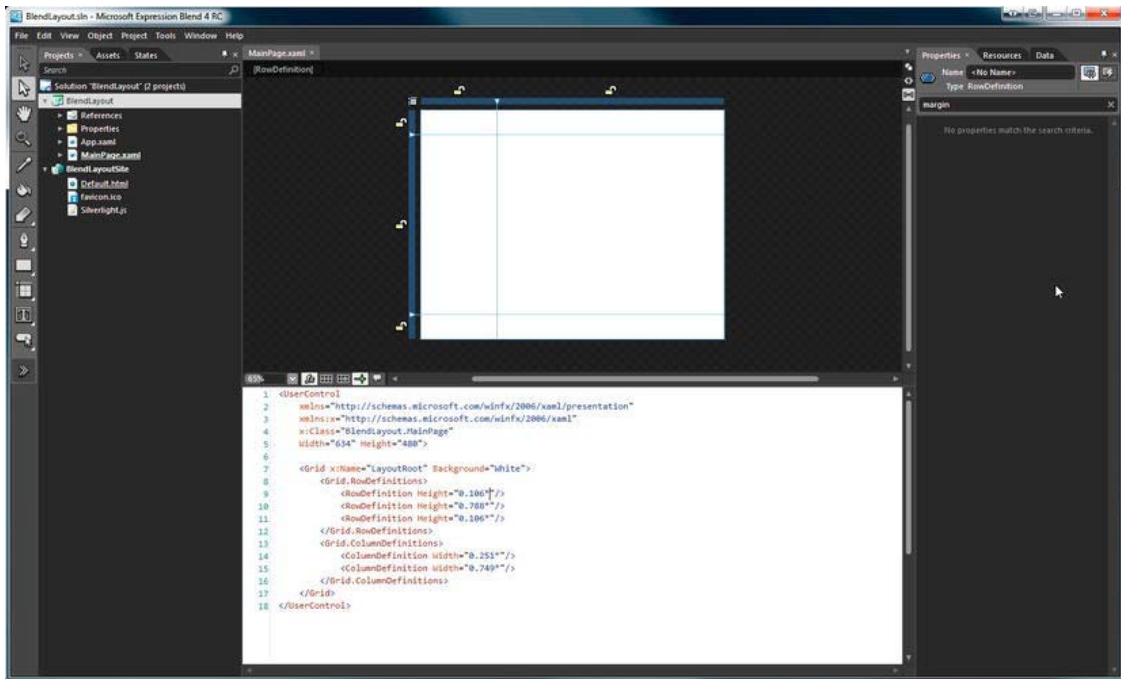 BlendLayout.sln - Microsoft Expression Blend 4 RC
File Edit View Object Project Tools Window Help
Projects × Assets States
Search
Solution "BlendLayout" (2 projects)
BlendLayout
References
Properties
App.xaml
MainPage.xaml
BlendLayoutSite
Default.html
favicon.ico
Silverlight.js
MainPage.xaml ×
[RowDefinition]
65%
1 <UserControl
2 xmlns="http://schemas.microsoft.com/winfx/2006/xaml/presentation"
3 xmlns:x="http://schemas.microsoft.com/winfx/2006/xaml"
4 x:Class="BlendLayout.MainPage"
5 Width="634" Height="480">
6
7 <Grid x:Name="LayoutRoot" Background="White">
8 <Grid.RowDefinitions>
9 <RowDefinition Height="0.106*"/>
10 <RowDefinition Height="0.788*"/>
11 <RowDefinition Height="0.106*"/>
12 </Grid.RowDefinitions>
13 <Grid.ColumnDefinitions>
14 <ColumnDefinition Width="0.251*"/>
15 <ColumnDefinition Width="0.749*"/>
16 </Grid.ColumnDefinitions>
17 </Grid>
18 </UserControl>
Properties × Resources Data
Name <No Name>
Type RowDefinition
margin
No properties match the search criteria.